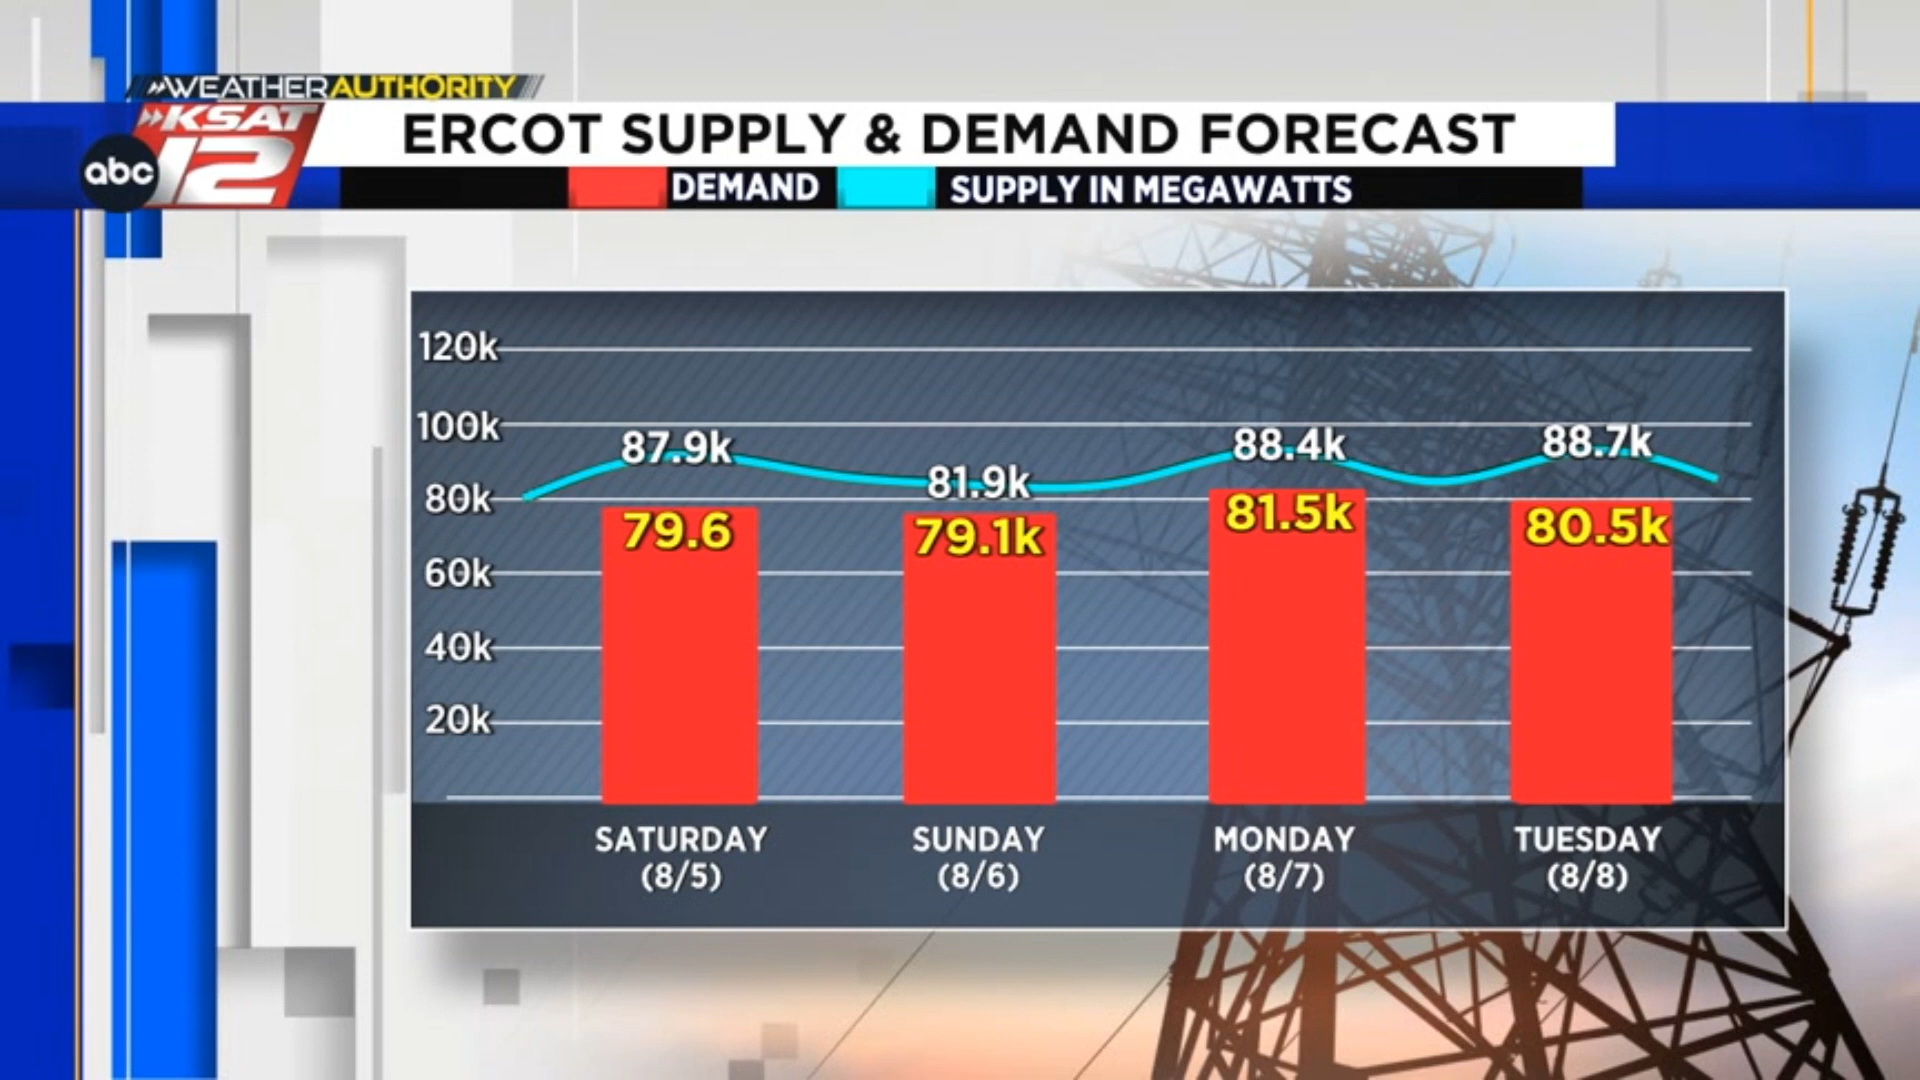 WEATHERAUTHORITY
KSAT
abc 12
ERCOT SUPPLY & DEMAND FORECAST
DEMAND SUPPLY IN MEGAWATTS
120k
100k
87.9k 81.9k 88.4k 88.7k
80k
79.6 79.1k 81.5k 80.5k
60k
40k
20k
SATURDAY SUNDAY MONDAY TUESDAY
(8/5) (8/6) (8/7) (8/8)